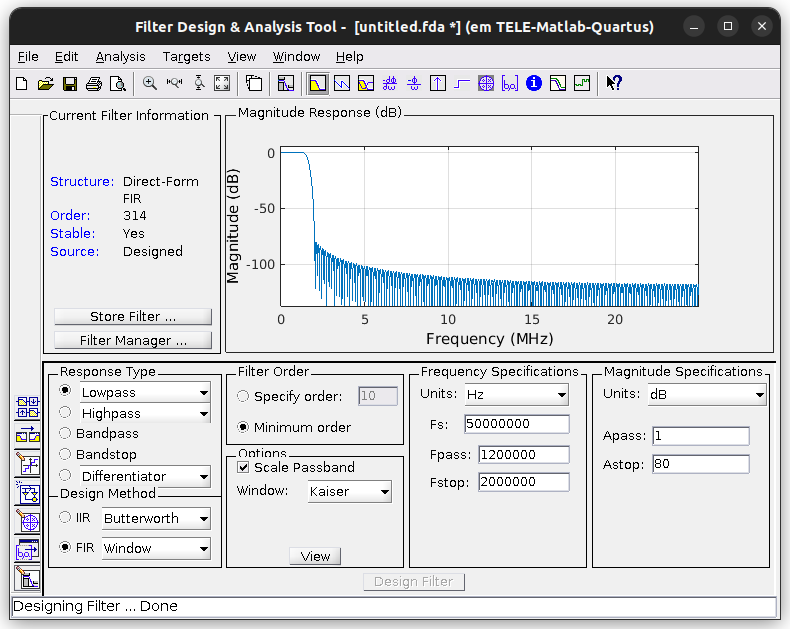 Filter Design & Analysis Tool - [untitled.fda *] (em TELE-Matlab-Quartus)
File Edit Analysis Targets View Window Help
Current Filter Information
Structure: Direct-Form
FIR
Order: 314
Stable: Yes
Source: Designed
Store Filter ...
Filter Manager ...
Magnitude Response (dB)
Magnitude (dB)
0
-50
-100
0 5 10 15 20
Frequency (MHz)
Response Type
Lowpass
Highpass
Bandpass
Bandstop
Differentiator
Design Method
IIR Butterworth
FIR Window
Filter Order
Specify order: 10
Minimum order
Options
Scale Passband
Window: Kaiser
View
Frequency Specifications
Units: Hz
Fs: 50000000
Fpass: 1200000
Fstop: 2000000
Magnitude Specifications
Units: dB
Apass: 1
Astop: 80
Design Filter
Designing Filter ... Done